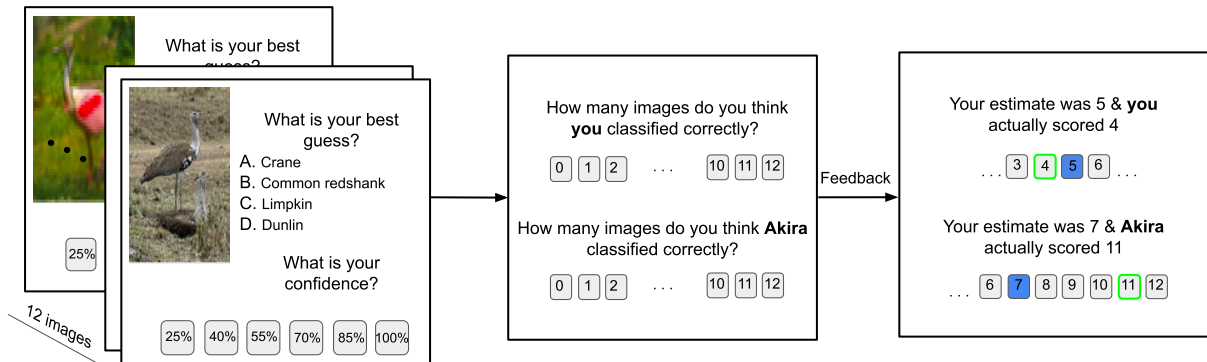 What is your best
guess?
25%
12 images
What is your best
guess?
A. Crane
B. Common redshank
C. Limpkin
D. Dunlin
What is your
confidence?
25% 40% 55% 70% 85% 100%
How many images do you think
you classified correctly?
0 1 2 ... 10 11 12
How many images do you think Akira
classified correctly?
0 1 2 ... 10 11 12
Feedback
Your estimate was 5 & you
actually scored 4
... 3 4 5 6 ...
Your estimate was 7 & Akira
actually scored 11
... 6 7 8 9 10 11 12